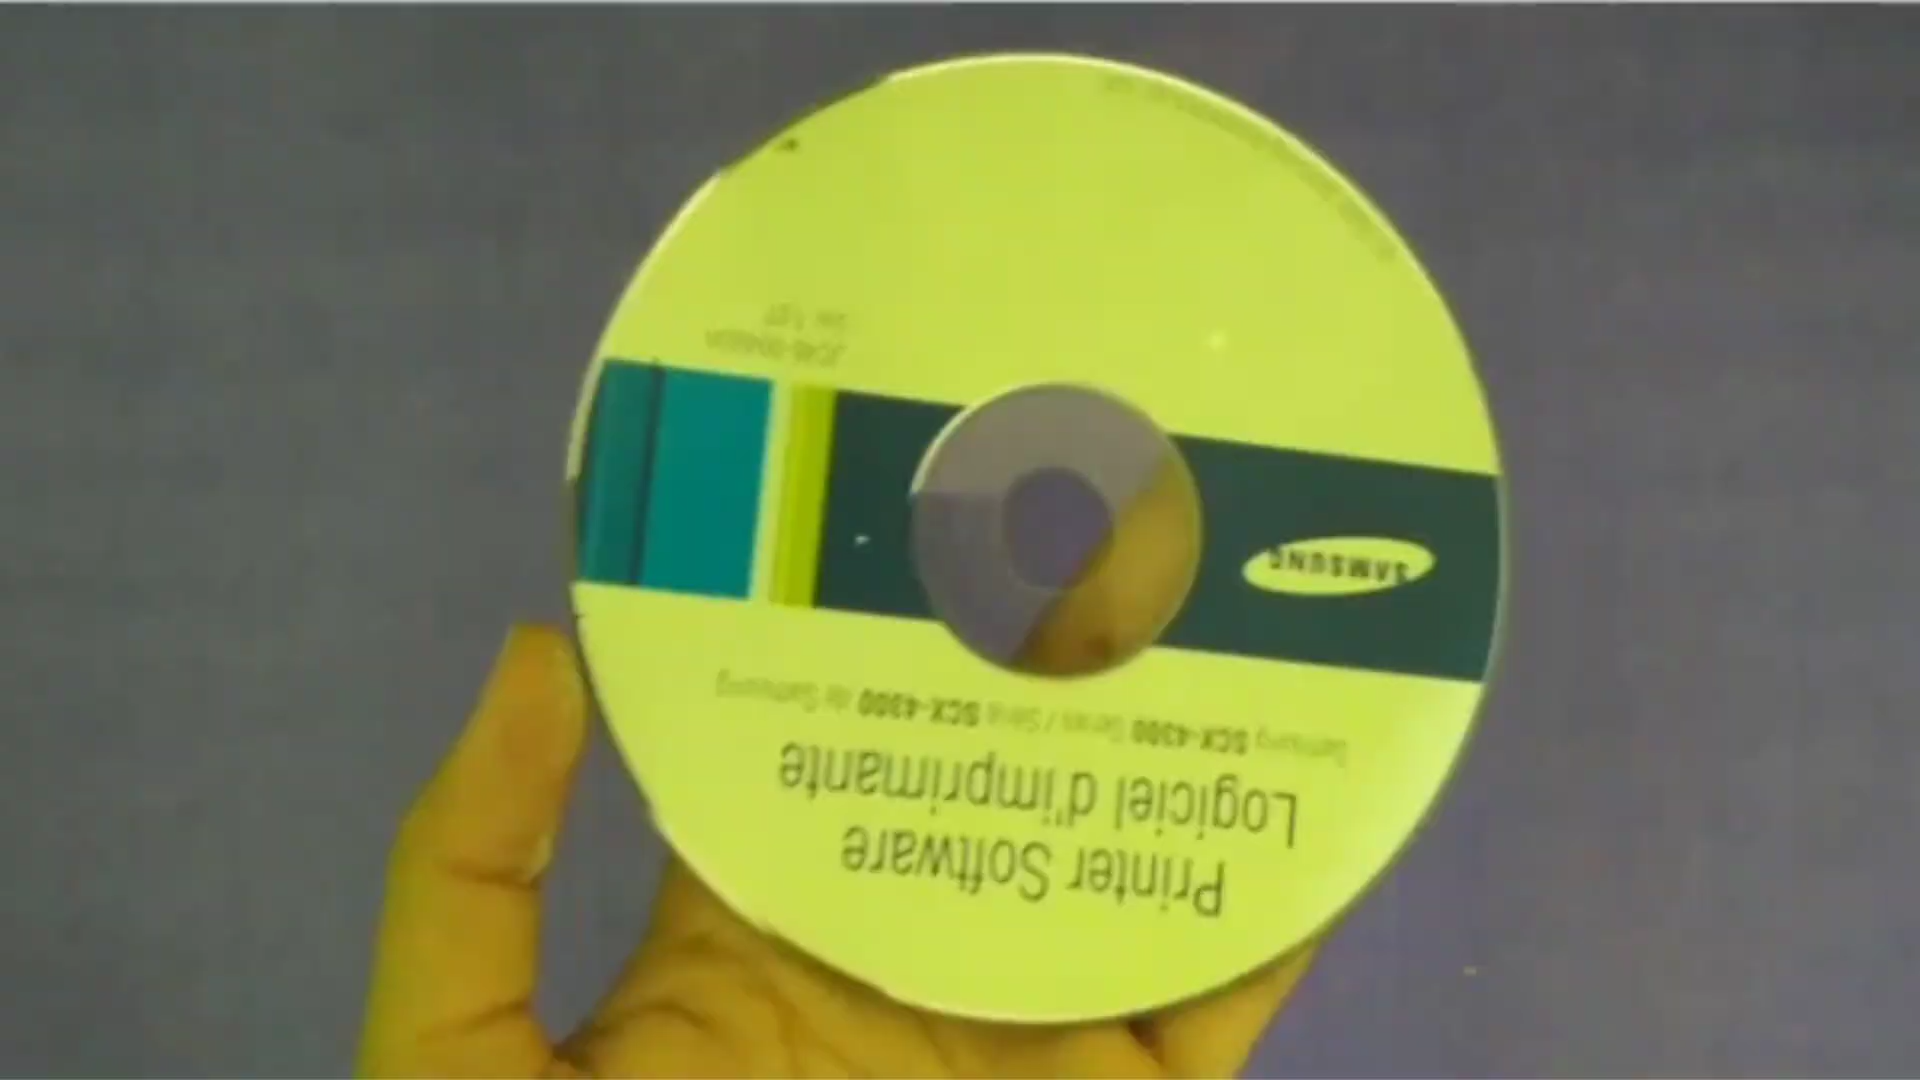 Printer Software
Logiciel d'imprimante
Samsung SCX-4300 Series / Série SCX-4300 de Samsung
SAMSUNG